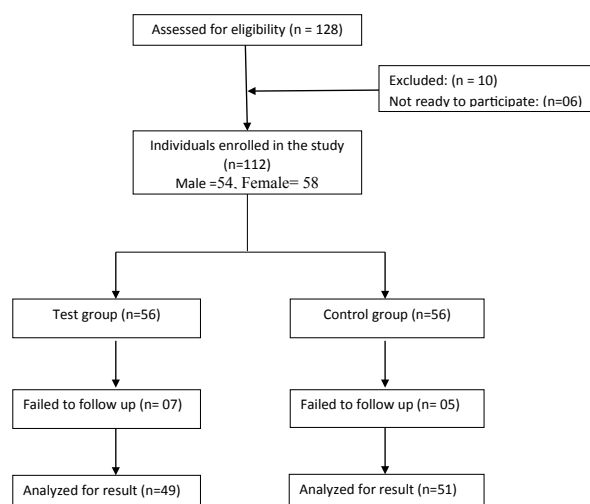 Assessed for eligibility (n = 128)
Excluded: (n = 10)
Not ready to participate: (n=06)
Individuals enrolled in the study
(n=112)
Male =54, Female= 58
Test group (n=56)
Control group (n=56)
Failed to follow up (n= 07)
Failed to follow up (n= 05)
Analyzed for result (n=49)
Analyzed for result (n=51)